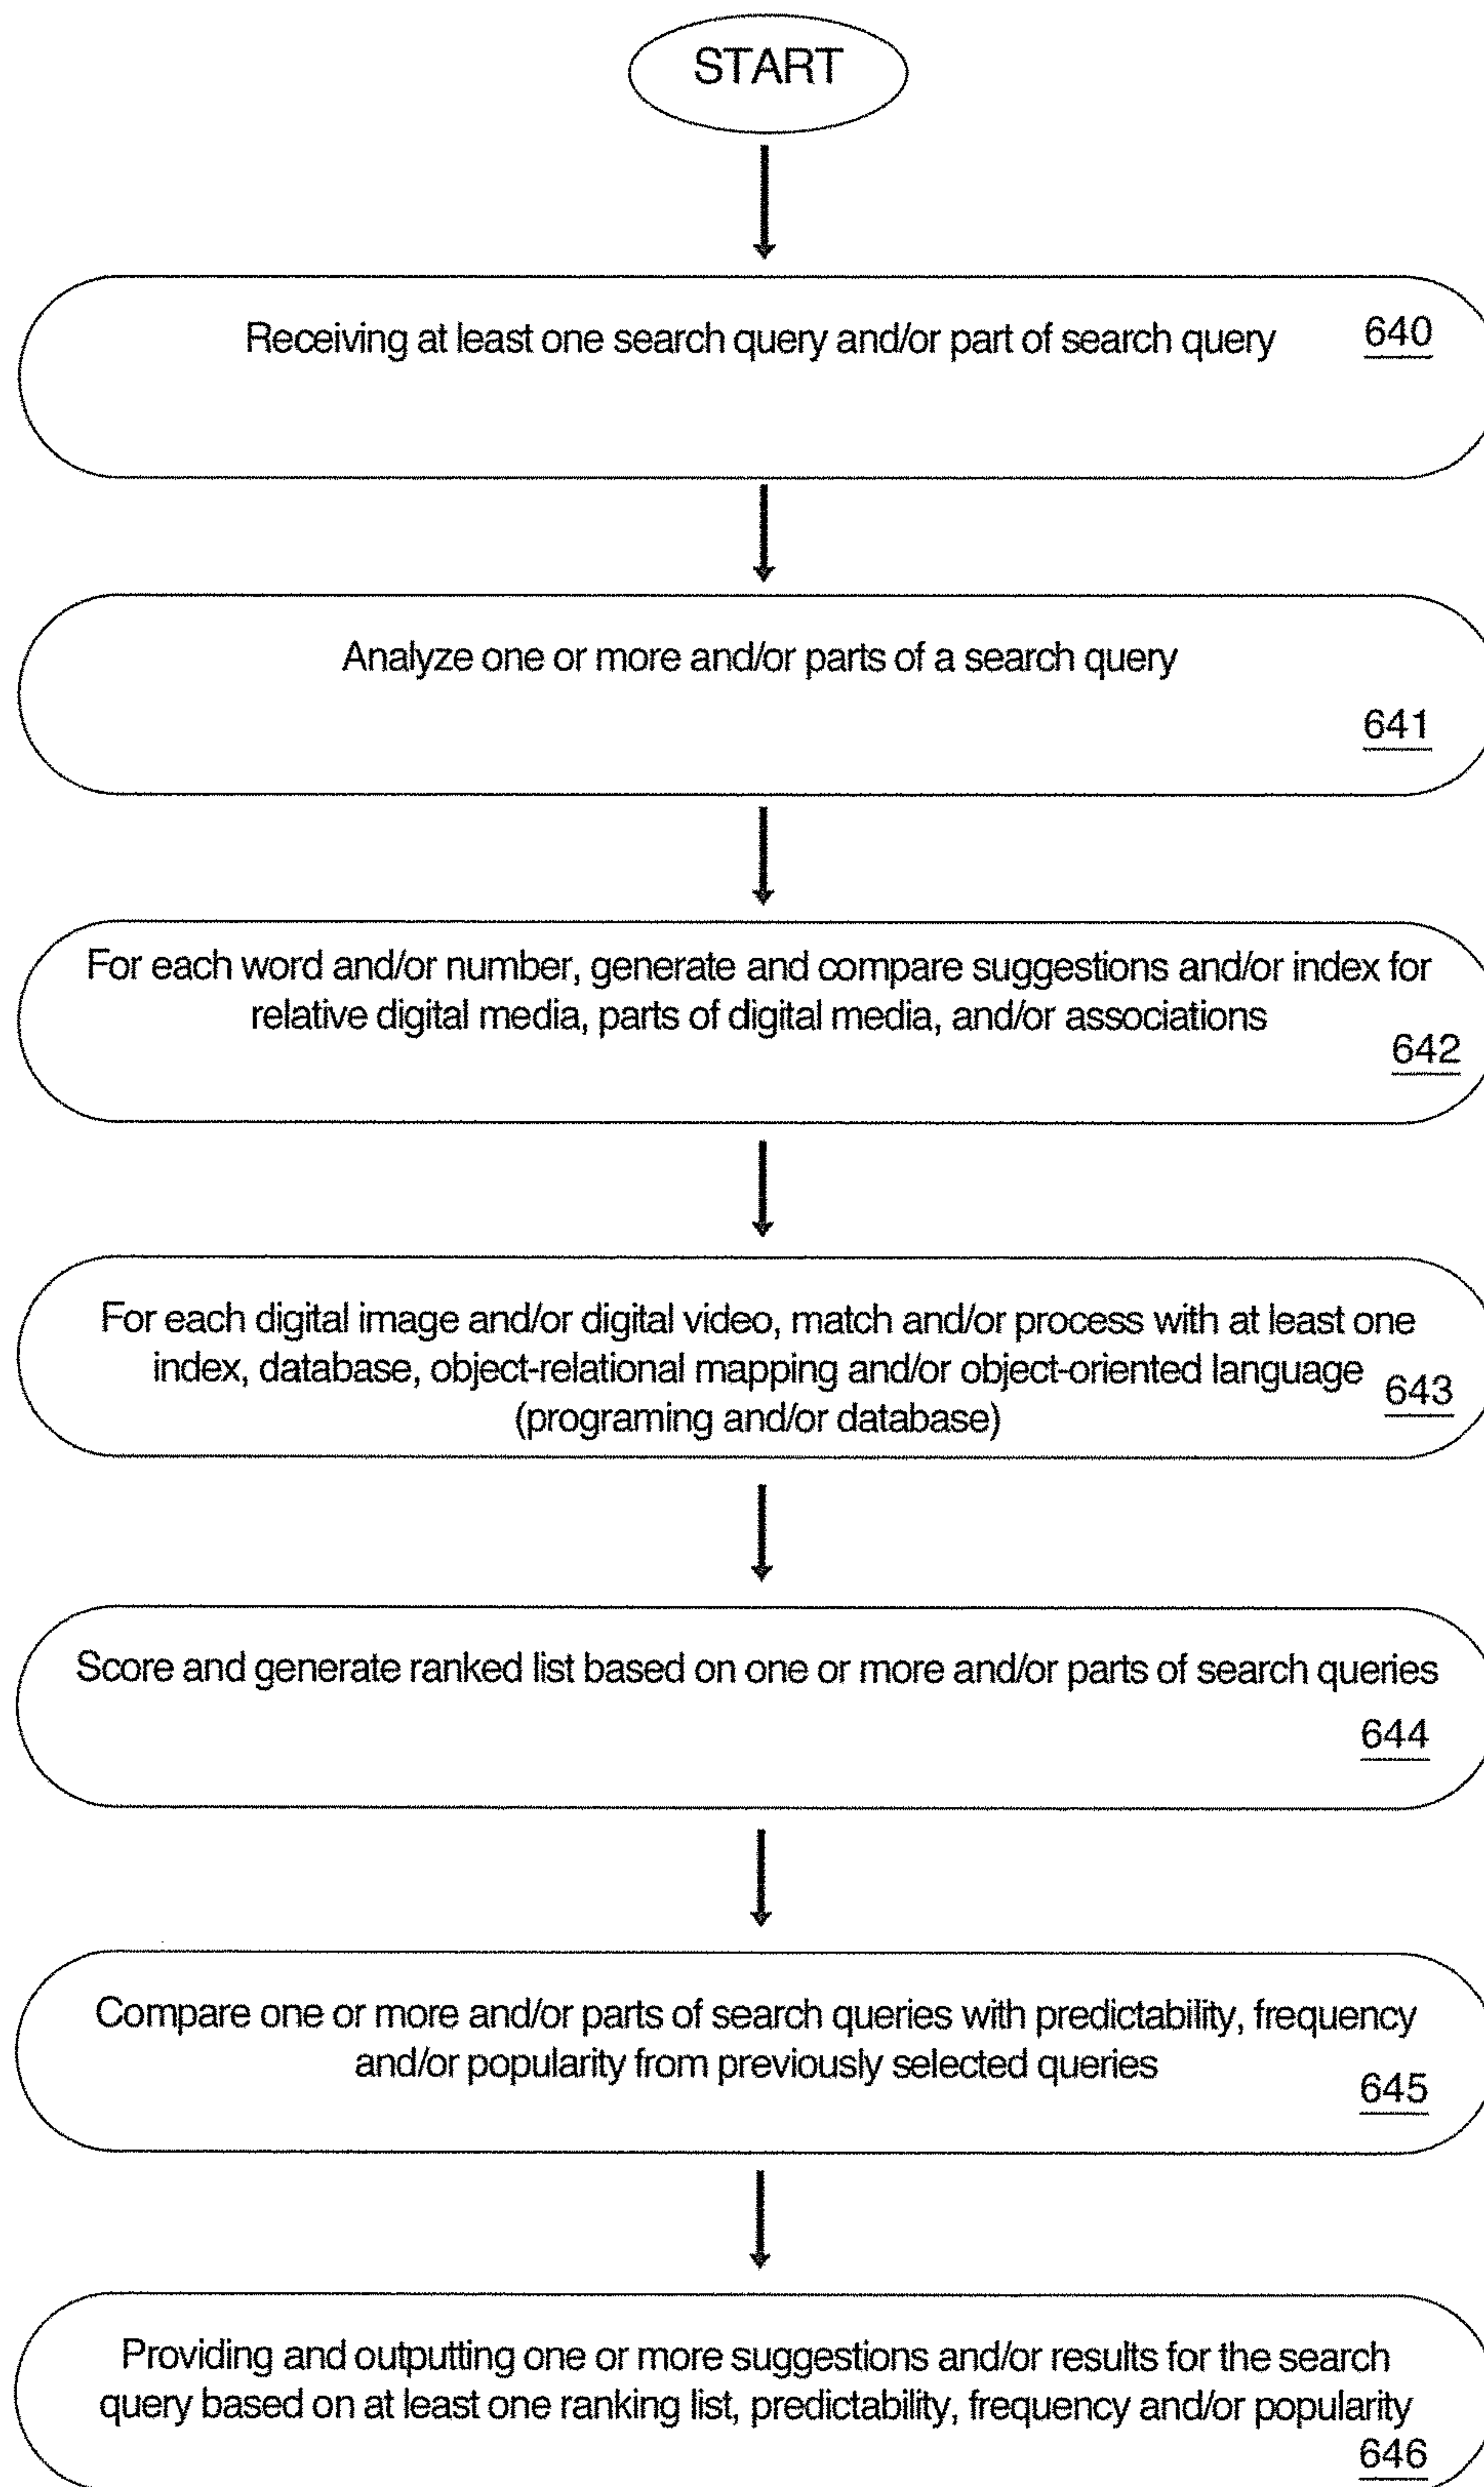 START
Receiving at least one search query and/or part of search query 640
Analyze one or more and/or parts of a search query
641
For each word and/or number, generate and compare suggestions and/or index for
relative digital media, parts of digital media, and/or associations
642
For each digital image and/or digital video, match and/or process with at least one
index, database, object-relational mapping and/or object-oriented language 643
(programing and/or database)
Score and generate ranked list based on one or more and/or parts of search queries
644
Compare one or more and/or parts of search queries with predictability, frequency
and/or popularity from previously selected queries
645
Providing and outputting one or more suggestions and/or results for the search
query based on at least one ranking list, predictability, frequency and/or popularity
646